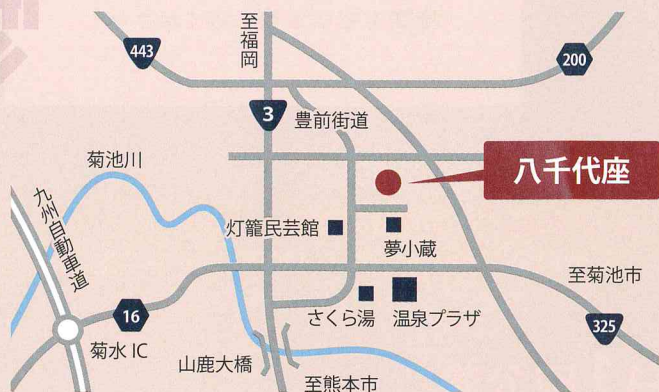 至福岡
443
200
3
豊前街道
菊池川
八千代座
九州自動車道
灯籠民芸館
夢小蔵
至菊池市
16
さくら湯
温泉プラザ
325
菊水IC
山鹿大橋
至熊本市